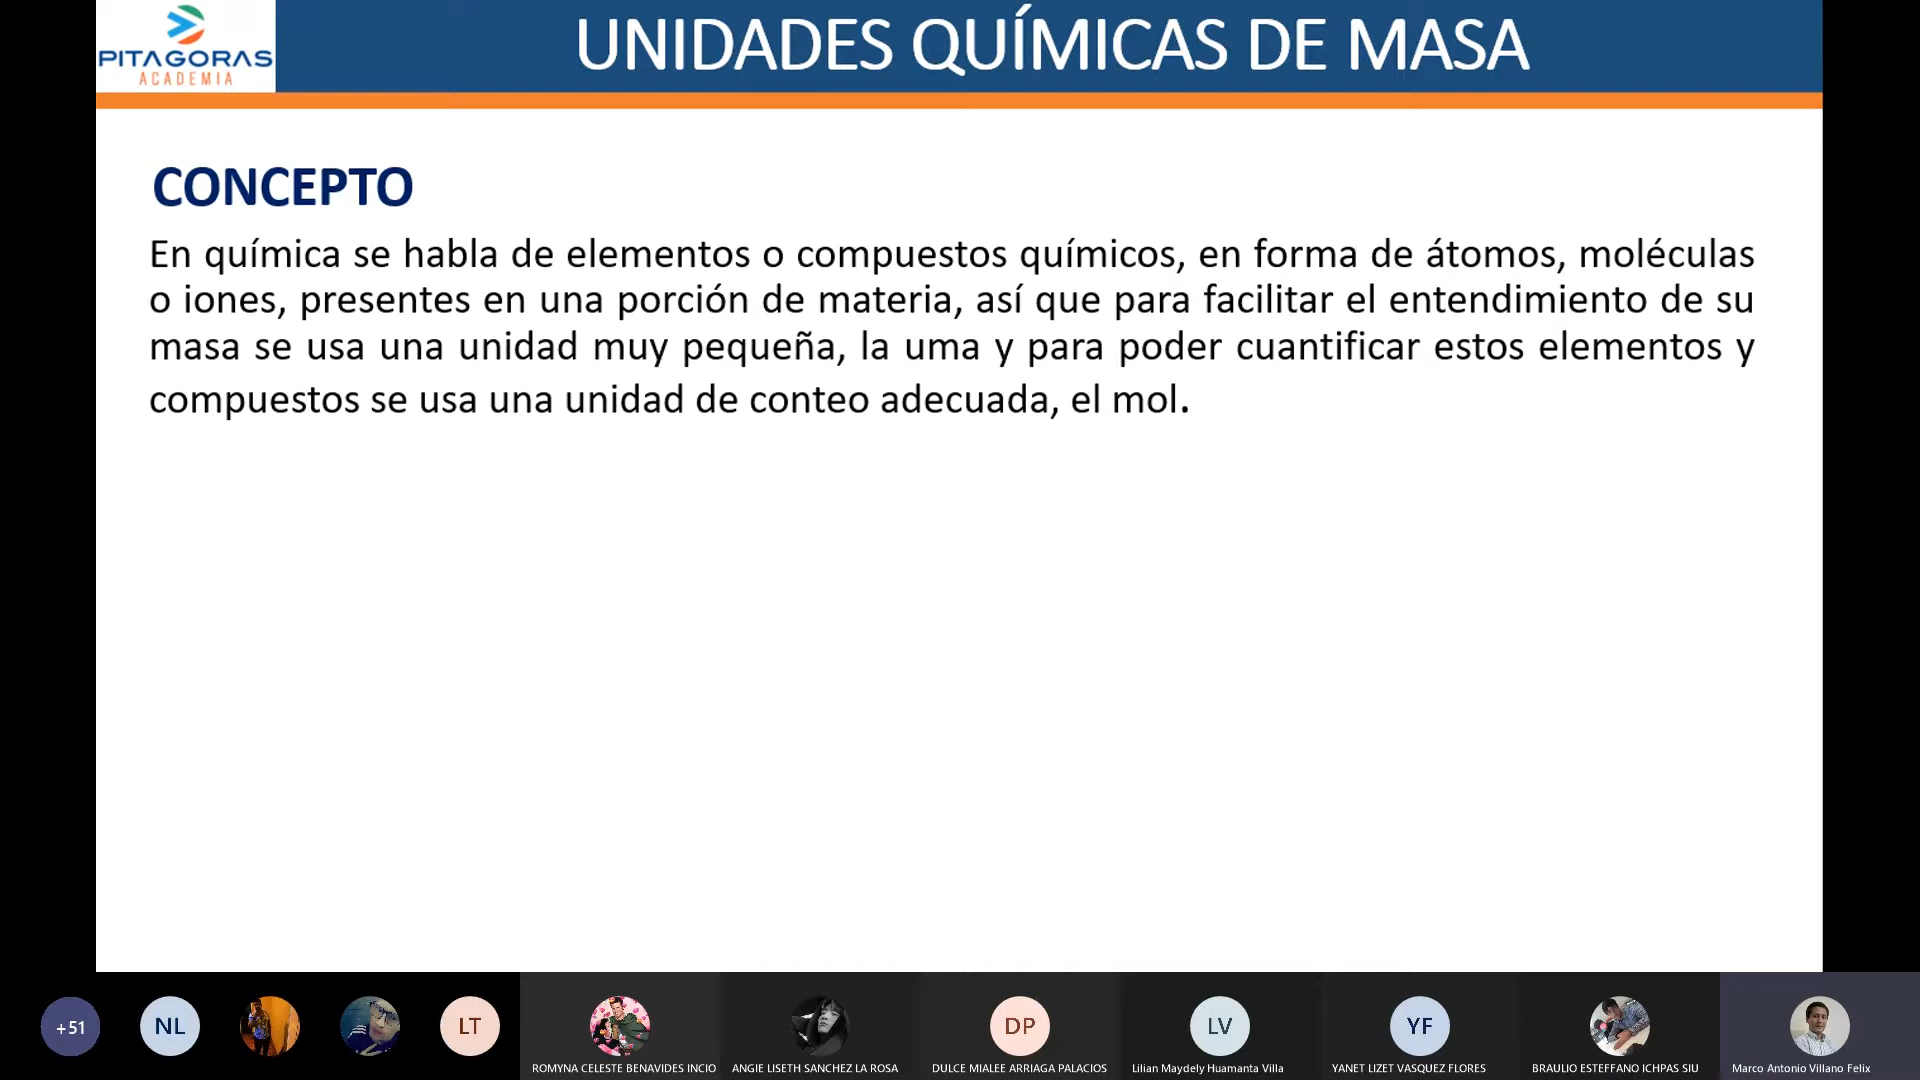 PITAGORAS
ACADEMIA
UNIDADES QUÍMICAS DE MASA
CONCEPTO
En química se habla de elementos o compuestos químicos, en forma de átomos, moléculas
o iones, presentes en una porción de materia, así que para facilitar el entendimiento de su
masa se usa una unidad muy pequeña, la uma y para poder cuantificar estos elementos y
compuestos se usa una unidad de conteo adecuada, el mol.
+51
NL
LT
DP
LV
YF
ROMYNA CELESTE BENAVIDES INCIO
ANGIE LISETH SANCHEZ LA ROSA
DULCE MIALEE ARRIAGA PALACIOS
Lilian Maydely Huamanta Villa
YANET LIZET VASQUEZ FLORES
BRAULIO ESTEFFANO ICHPAS SIU
Marco Antonio Villano Felix